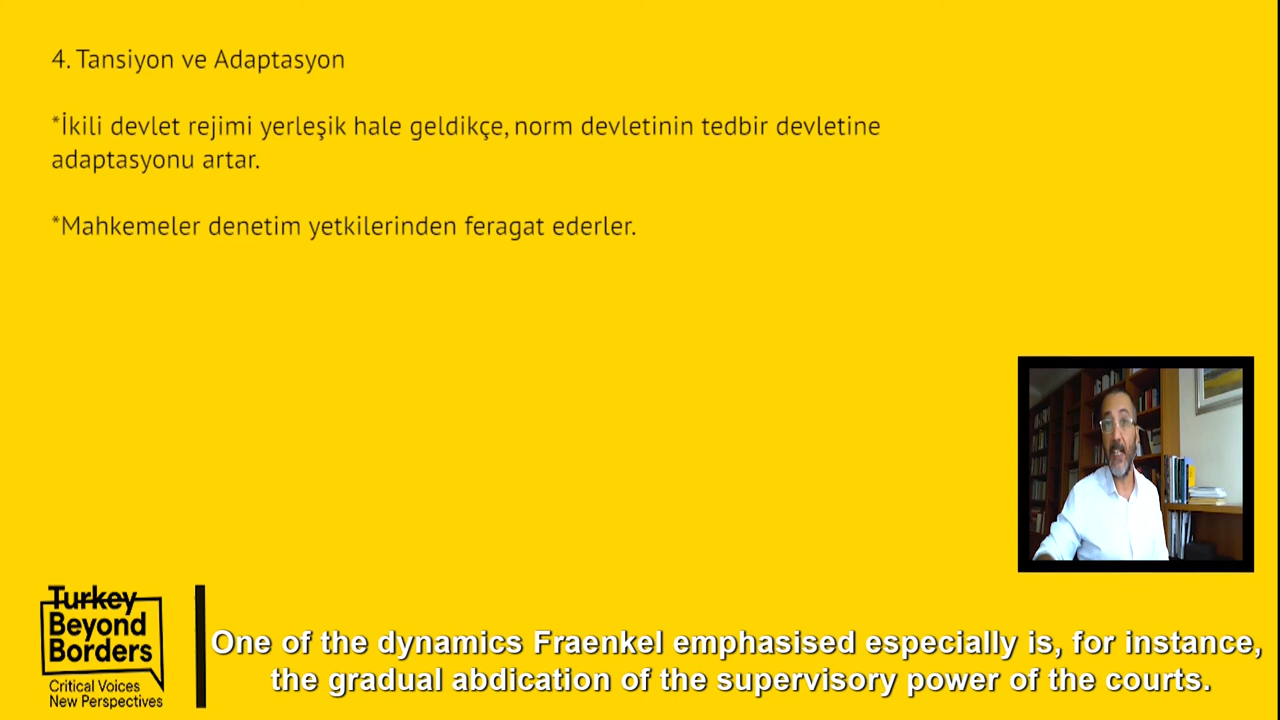 4. Tansiyon ve Adaptasyon
*İkili devlet rejimi yerleşik hale geldikçe, norm devletinin tedbir devletine
adaptasyonu artar.
*Mahkemeler denetim yetkilerinden feragat ederler.
Turkey
Beyond
Borders
Critical Voices
New Perspectives
One of the dynamics Fraenkel emphasised especially is, for instance,
the gradual abdication of the supervisory power of the courts.